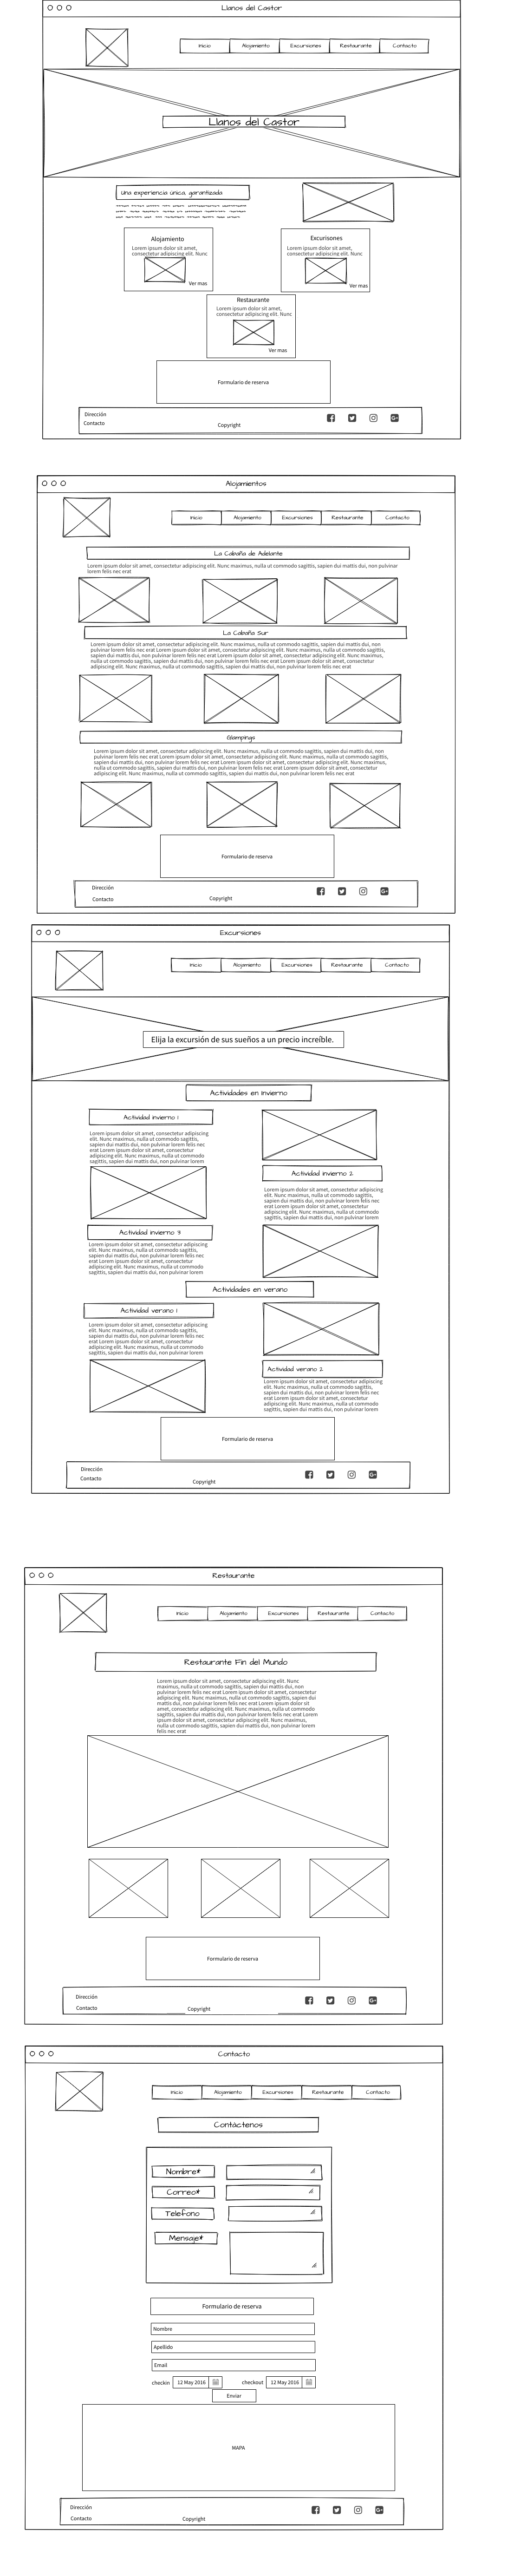 Llanos del Castor
Inicio Alojamiento Excursiones Restaurante Contacto
Llanos del Castor
Una experiencia única, garantizada
Alojamiento
Lorem ipsum dolor sit amet,
consectetur adipiscing elit. Nunc
Ver mas
Excurisones
Lorem ipsum dolor sit amet,
consectetur adipiscing elit. Nunc
Ver mas
Restaurante
Lorem ipsum dolor sit amet,
consectetur adipiscing elit. Nunc
Ver mas
Formulario de reserva
Dirección
Contacto
Copyright
Alojamientos
Inicio Alojamiento Excursiones Restaurante Contacto
La Cabaña de Adelante
Lorem ipsum dolor sit amet, consectetur adipiscing elit. Nunc maximus, nulla ut commodo sagittis, sapien dui mattis dui, non pulvinar
lorem felis nec erat
La Cabaña Sur
Lorem ipsum dolor sit amet, consectetur adipiscing elit. Nunc maximus, nulla ut commodo sagittis, sapien dui mattis dui, non
pulvinar lorem felis nec erat Lorem ipsum dolor sit amet, consectetur adipiscing elit. Nunc maximus, nulla ut commodo sagittis,
sapien dui mattis dui, non pulvinar lorem felis nec erat Lorem ipsum dolor sit amet, consectetur adipiscing elit. Nunc maximus,
nulla ut commodo sagittis, sapien dui mattis dui, non pulvinar lorem felis nec erat Lorem ipsum dolor sit amet, consectetur
adipiscing elit. Nunc maximus, nulla ut commodo sagittis, sapien dui mattis dui, non pulvinar lorem felis nec erat
Glampings
Lorem ipsum dolor sit amet, consectetur adipiscing elit. Nunc maximus, nulla ut commodo sagittis, sapien dui mattis dui, non
pulvinar lorem felis nec erat Lorem ipsum dolor sit amet, consectetur adipiscing elit. Nunc maximus, nulla ut commodo sagittis,
sapien dui mattis dui, non pulvinar lorem felis nec erat Lorem ipsum dolor sit amet, consectetur adipiscing elit. Nunc maximus,
nulla ut commodo sagittis, sapien dui mattis dui, non pulvinar lorem felis nec erat Lorem ipsum dolor sit amet, consectetur
adipiscing elit. Nunc maximus, nulla ut commodo sagittis, sapien dui mattis dui, non pulvinar lorem felis nec erat
Formulario de reserva
Dirección
Contacto
Copyright
Excursiones
Inicio Alojamiento Excursiones Restaurante Contacto
Elija la excursión de sus sueños a un precio increíble.
Actividades en Invierno
Actividad invierno 1
Lorem ipsum dolor sit amet, consectetur adipiscing
elit. Nunc maximus, nulla ut commodo sagittis,
sapien dui mattis dui, non pulvinar lorem felis nec
erat Lorem ipsum dolor sit amet, consectetur
adipiscing elit. Nunc maximus, nulla ut commodo
sagittis, sapien dui mattis dui, non pulvinar lorem
Actividad invierno 2
Lorem ipsum dolor sit amet, consectetur adipiscing
elit. Nunc maximus, nulla ut commodo sagittis,
sapien dui mattis dui, non pulvinar lorem felis nec
erat Lorem ipsum dolor sit amet, consectetur
adipiscing elit. Nunc maximus, nulla ut commodo
sagittis, sapien dui mattis dui, non pulvinar lorem
Actividad invierno 3
Lorem ipsum dolor sit amet, consectetur adipiscing
elit. Nunc maximus, nulla ut commodo sagittis,
sapien dui mattis dui, non pulvinar lorem felis nec
erat Lorem ipsum dolor sit amet, consectetur
adipiscing elit. Nunc maximus, nulla ut commodo
sagittis, sapien dui mattis dui, non pulvinar lorem
Actividades en verano
Actividad verano 1
Lorem ipsum dolor sit amet, consectetur adipiscing
elit. Nunc maximus, nulla ut commodo sagittis,
sapien dui mattis dui, non pulvinar lorem felis nec
erat Lorem ipsum dolor sit amet, consectetur
adipiscing elit. Nunc maximus, nulla ut commodo
sagittis, sapien dui mattis dui, non pulvinar lorem
Actividad verano 2
Lorem ipsum dolor sit amet, consectetur adipiscing
elit. Nunc maximus, nulla ut commodo sagittis,
sapien dui mattis dui, non pulvinar lorem felis nec
erat Lorem ipsum dolor sit amet, consectetur
adipiscing elit. Nunc maximus, nulla ut commodo
sagittis, sapien dui mattis dui, non pulvinar lorem
Formulario de reserva
Dirección
Contacto
Copyright
Restaurante
Inicio Alojamiento Excursiones Restaurante Contacto
Restaurante Fin del Mundo
Lorem ipsum dolor sit amet, consectetur adipiscing elit. Nunc
maximus, nulla ut commodo sagittis, sapien dui mattis dui, non
pulvinar lorem felis nec erat Lorem ipsum dolor sit amet, consectetur
adipiscing elit. Nunc maximus, nulla ut commodo sagittis, sapien dui
mattis dui, non pulvinar lorem felis nec erat Lorem ipsum dolor sit
amet, consectetur adipiscing elit. Nunc maximus, nulla ut commodo
sagittis, sapien dui mattis dui, non pulvinar lorem felis nec erat Lorem
ipsum dolor sit amet, consectetur adipiscing elit. Nunc maximus,
nulla ut commodo sagittis, sapien dui mattis dui, non pulvinar lorem
felis nec erat
Formulario de reserva
Dirección
Contacto
Copyright
Contacto
Inicio Alojamiento Excursiones Restaurante Contacto
Contáctenos
Nombre*
Correo*
Telefono
Mensaje*
Formulario de reserva
Nombre
Apellido
Email
checkin 12 May 2016 checkout 12 May 2016
Enviar
MAPA
Dirección
Contacto
Copyright